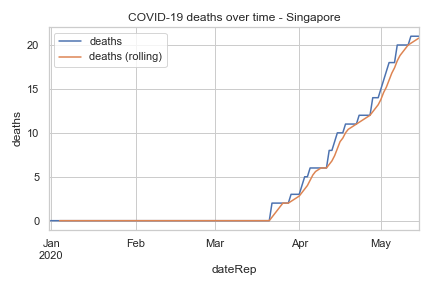 COVID-19 deaths over time - Singapore
deaths
deaths (rolling)
20
15
10
5
0
deaths
Jan
2020
Feb
Mar
Apr
May
dateRep